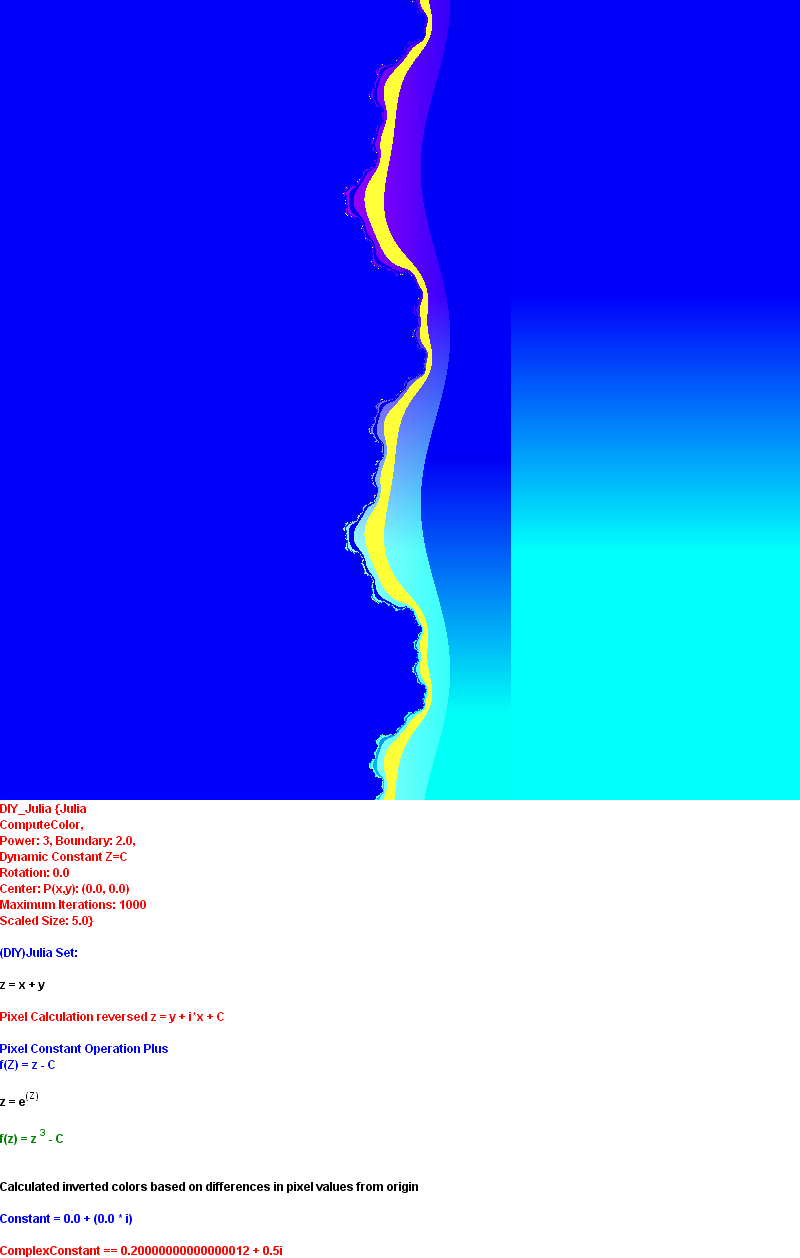 DIY_Julia {Julia
ComputeColor,
Power: 3, Boundary: 2.0,
Dynamic Constant Z=C
Rotation: 0.0
Center: P(x,y): (0.0, 0.0)
Maximum Iterations: 1000
Scaled Size: 5.0}
(DIY)Julia Set:
z = x + y
Pixel Calculation reversed z = y + i*x + C
Pixel Constant Operation Plus
f(Z) = z - C
z = e(Z)
f(z) = z 3 - C
Calculated inverted colors based on differences in pixel values from origin
Constant = 0.0 + (0.0 * i)
ComplexConstant == 0.20000000000000012 + 0.5i